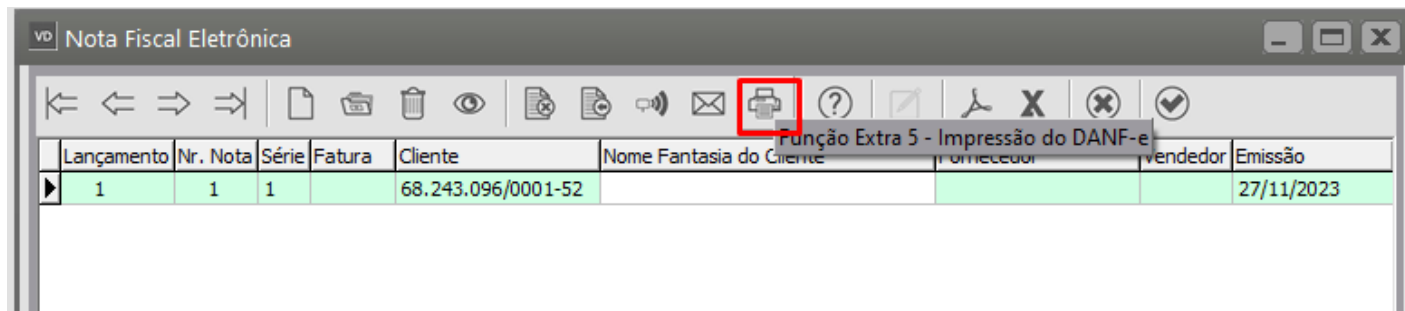 VD Nota Fiscal Eletrônica
Função Extra 5 - Impressão do DANF-e
Lançamento Nr. Nota Série Fatura Cliente Nome Fantasia do Cliente Fornecedor Vendedor Emissão
1 1 1 68.243.096/0001-52 27/11/2023